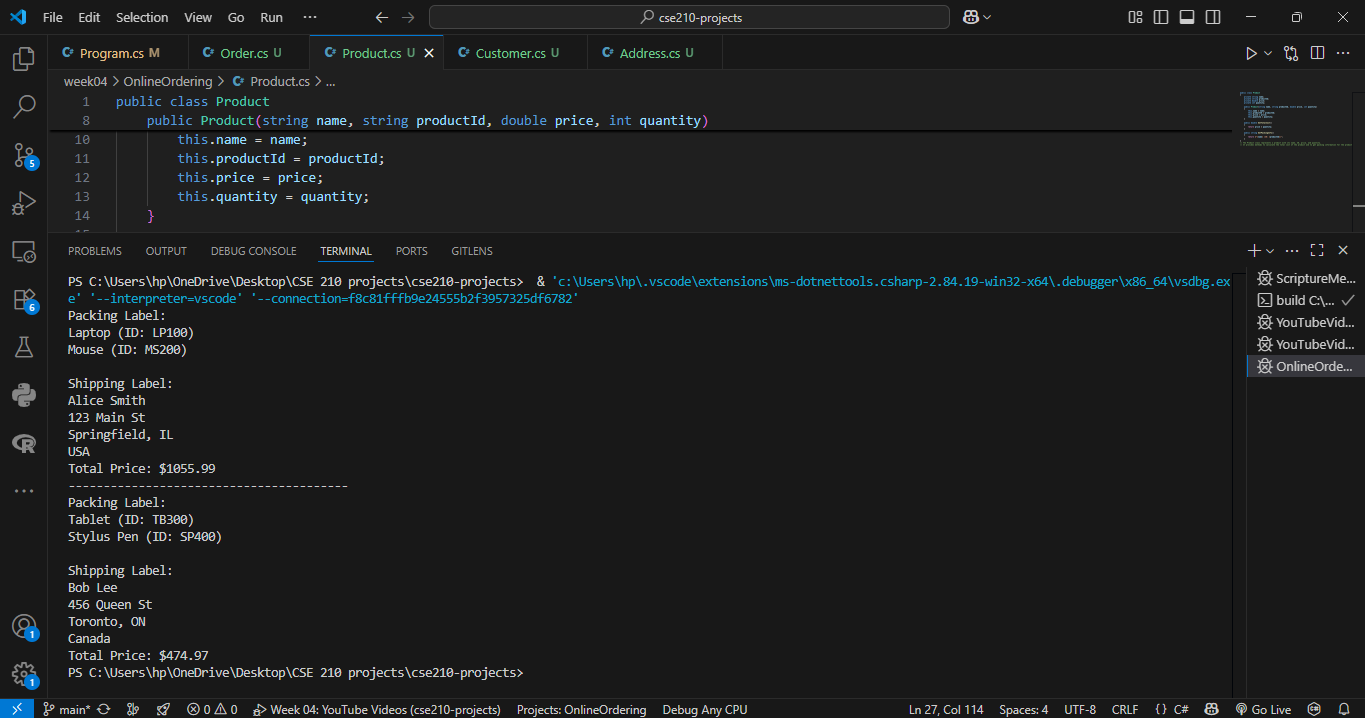 File Edit Selection View Go Run ··· cse210-projects
Program.cs M Order.cs U Product.cs U Customer.cs U Address.cs U
week04 > OnlineOrdering > Product.cs > ...
1 public class Product
8 public Product(string name, string productId, double price, int quantity)
10 this.name = name;
11 this.productId = productId;
12 this.price = price;
13 this.quantity = quantity;
14 }
PROBLEMS OUTPUT DEBUG CONSOLE TERMINAL PORTS GITLENS
PS C:\Users\hp\OneDrive\Desktop\CSE 210 projects\cse210-projects> & 'c:\Users\hp\.vscode\extensions\ms-dotnettools.csharp-2.84.19-win32-x64\.debugger\x86_64\vsdbg.ex
e' '--interpreter=vscode' '--connection=f8c81fffb9e24555b2f3957325df6782'
Packing Label:
Laptop (ID: LP100)
Mouse (ID: MS200)
Shipping Label:
Alice Smith
123 Main St
Springfield, IL
USA
Total Price: $1055.99
----------------------------------------
Packing Label:
Tablet (ID: TB300)
Stylus Pen (ID: SP400)
Shipping Label:
Bob Lee
456 Queen St
Toronto, ON
Canada
Total Price: $474.97
PS C:\Users\hp\OneDrive\Desktop\CSE 210 projects\cse210-projects>
ScriptureMe...
build C:\...
YouTubeVid...
YouTubeVid...
OnlineOrde...
5
6
1
1
main* 0 0 Week 04: YouTube Videos (cse210-projects) Projects: OnlineOrdering Debug Any CPU Ln 27, Col 114 Spaces: 4 UTF-8 CRLF {} C# Go Live